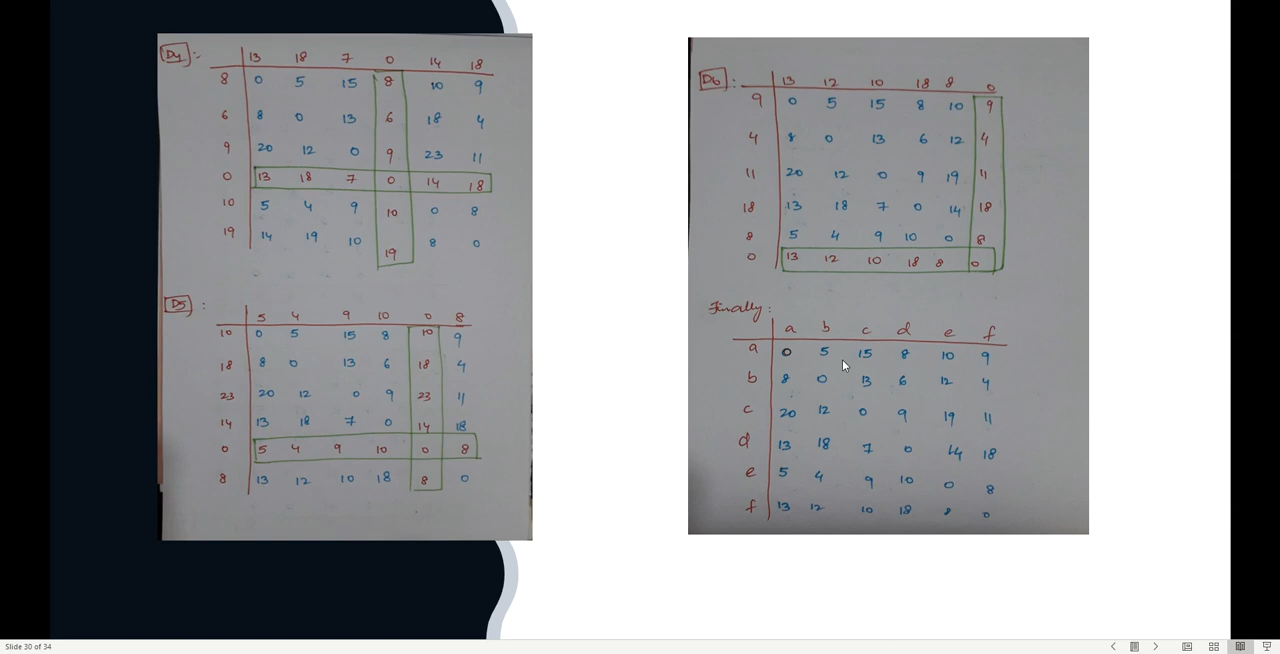 D4 :-
13 18 7 0 14 18
8 0 5 15 8 10 9
6 8 0 13 6 18 4
9 20 12 0 9 23 11
0 13 18 7 0 14 18
10 5 4 9 10 0 8
19 14 19 10 19 8 0
D5 :
5 4 9 10 0 8
10 0 5 15 8 10 9
18 8 0 13 6 18 4
23 20 12 0 9 23 11
14 13 18 7 0 14 18
0 5 4 9 10 0 8
8 13 12 10 18 8 0
D6 :
13 12 10 18 8 0
9 0 5 15 8 10 9
4 8 0 13 6 12 4
11 20 12 0 9 19 11
18 13 18 7 0 14 18
8 5 4 9 10 0 8
0 13 12 10 18 8 0
Finally :
a b c d e f
a 0 5 15 8 10 9
b 8 0 13 6 12 4
c 20 12 0 9 19 11
d 13 18 7 0 14 18
e 5 4 9 10 0 8
f 13 12 10 18 8 0
Slide 30 of 34